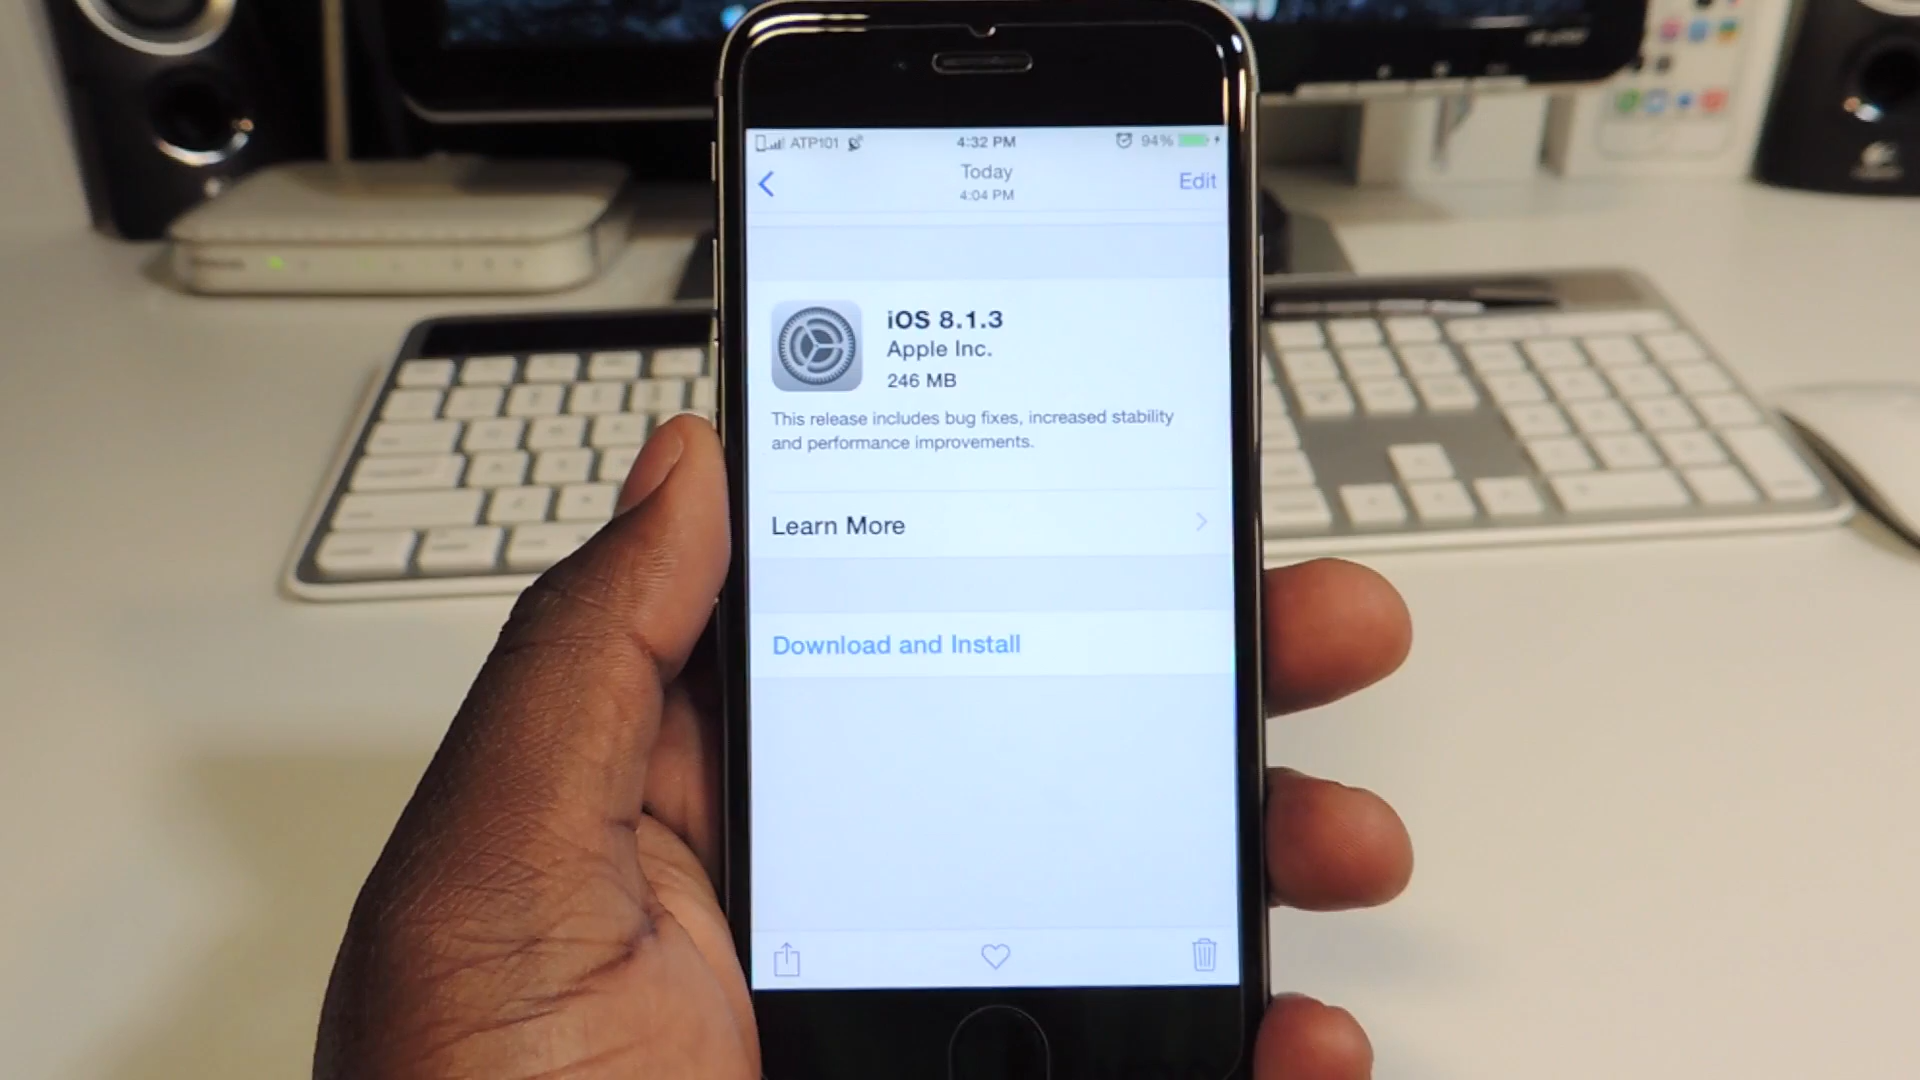 ATP101 4:32 PM 94%
Today
4:04 PM
Edit
iOS 8.1.3
Apple Inc.
246 MB
This release includes bug fixes, increased stability
and performance improvements.
Learn More
Download and Install